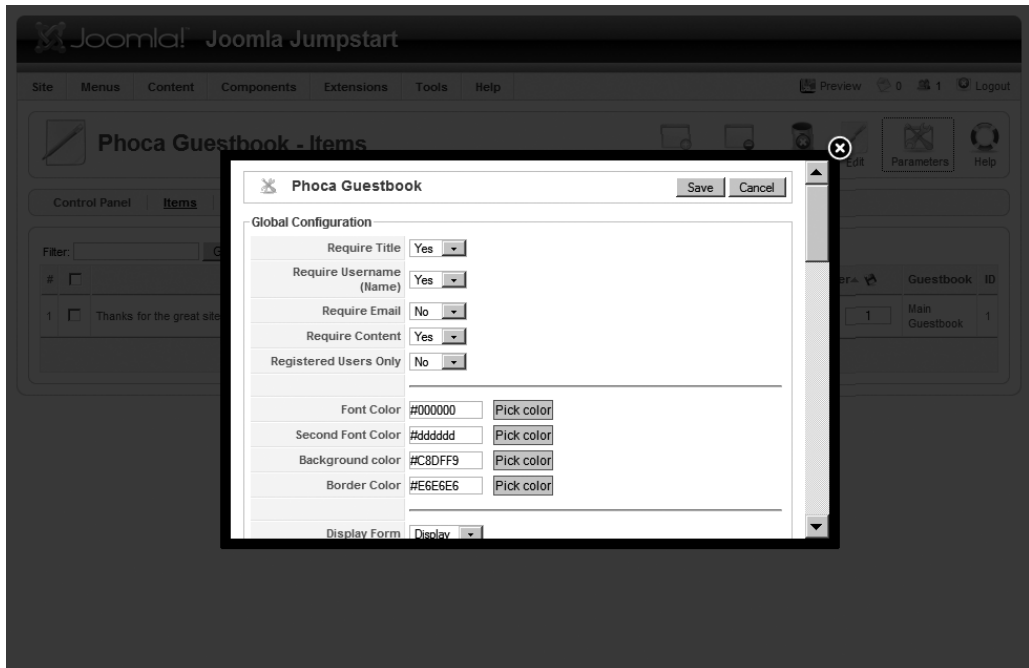 Joomla! Joomla Jumpstart
Site Menus Content Components Extensions Tools Help Preview 0 1 Logout
Phoca Guestbook - Items
Edit Parameters Help
Control Panel Items
Phoca Guestbook Save Cancel
Global Configuration
Require Title Yes
Require Username
(Name) Yes
Require Email No
Require Content Yes
Registered Users Only No
Font Color #000000 Pick color
Second Font Color #dddddd Pick color
Background color #C8DFF9 Pick color
Border Color #E6E6E6 Pick color
Display Form Display
Filter:
# Guestbook ID
1 Thanks for the great site 1 Main
Guestbook 1